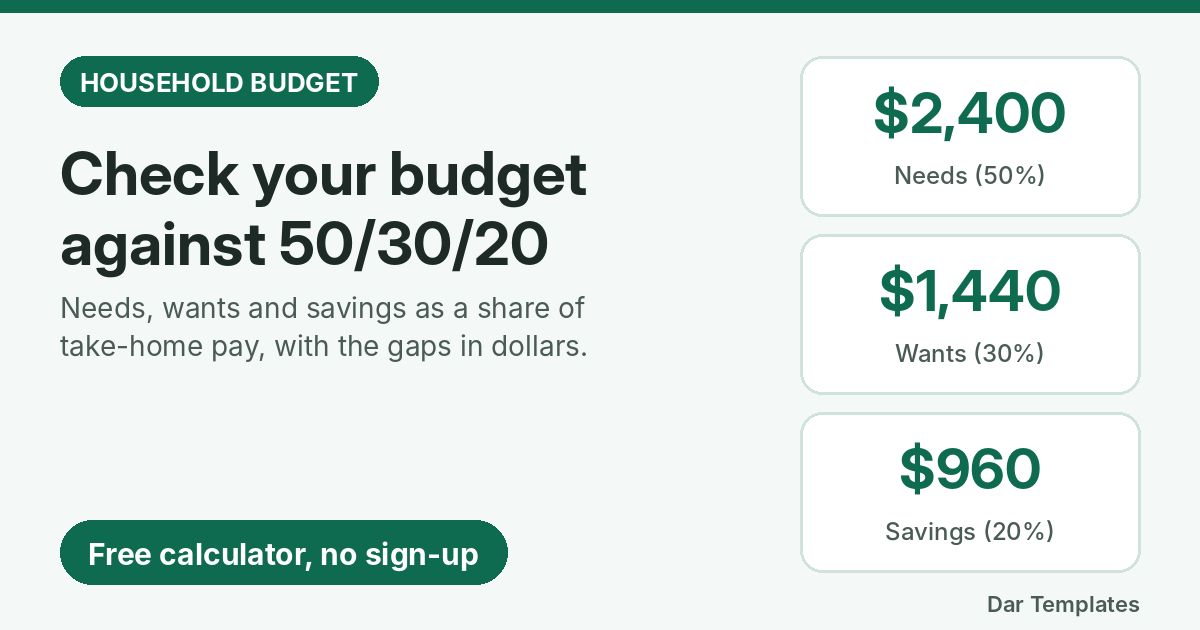 HOUSEHOLD BUDGET
Check your budget
against 50/30/20
Needs, wants and savings as a share of
take-home pay, with the gaps in dollars.
Free calculator, no sign-up
$2,400
Needs (50%)
$1,440
Wants (30%)
$960
Savings (20%)
Dar Templates